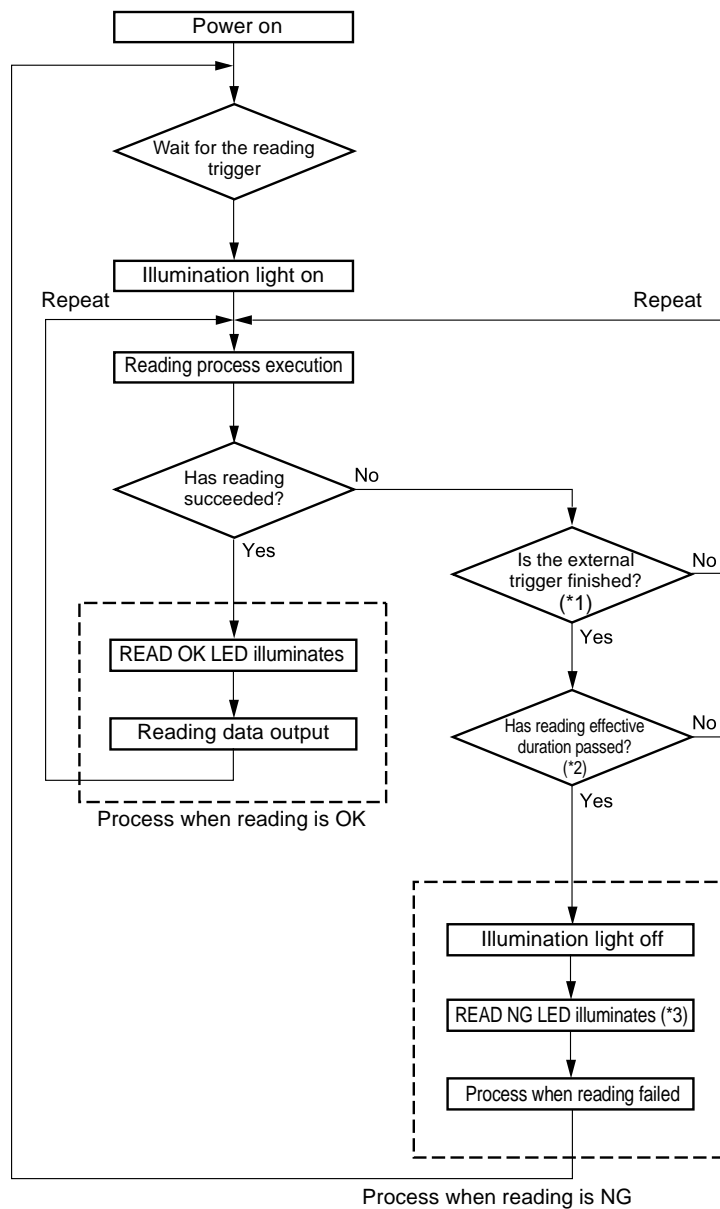 Power on
Wait for the reading
trigger
Illumination light on
Repeat
Repeat
Reading process execution
Has reading
succeeded?
No
Yes
Is the external
trigger finished?
(*1)
No
Yes
READ OK LED illuminates
Reading data output
Process when reading is OK
Has reading effective
duration passed?
(*2)
No
Yes
Illumination light off
READ NG LED illuminates (*3)
Process when reading failed
Process when reading is NG